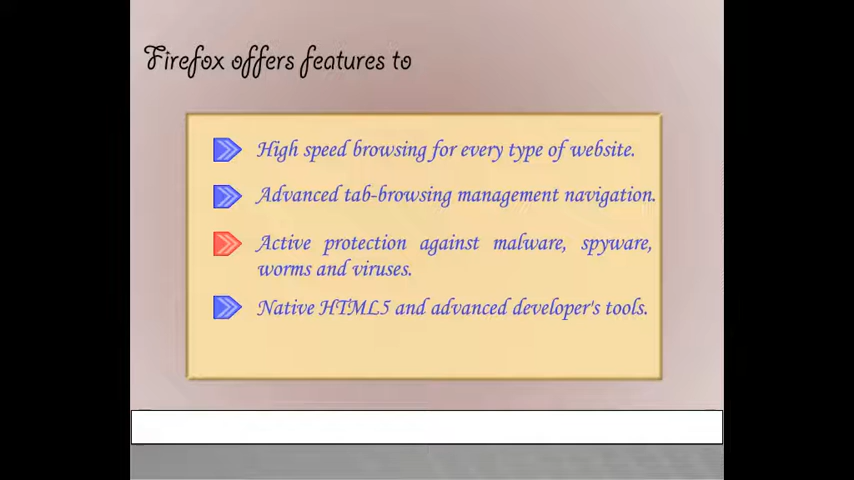 Firefox offers features to
High speed browsing for every type of website.
Advanced tab-browsing management navigation.
Active protection against malware, spyware,
worms and viruses.
Native HTML5 and advanced developer's tools.